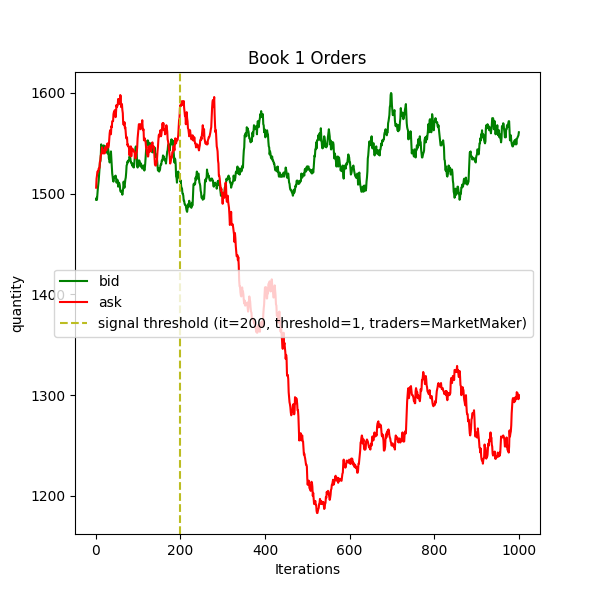 Book 1 Orders
quantity
1600
1500
1400
1300
1200
bid
ask
signal threshold (it=200, threshold=1, traders=MarketMaker)
0 200 400 600 800 1000
Iterations